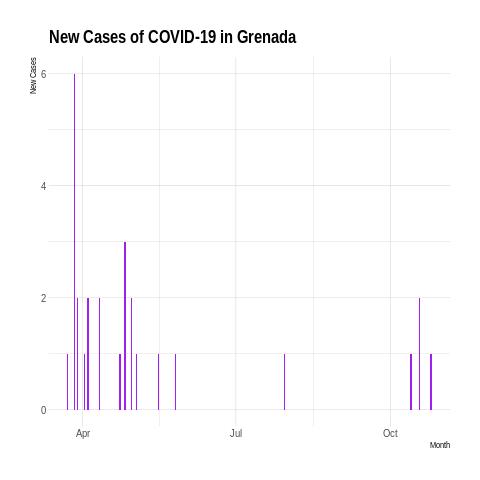 New Cases of COVID-19 in Grenada
New Cases
6
4
2
0
Apr
Jul
Oct
Month